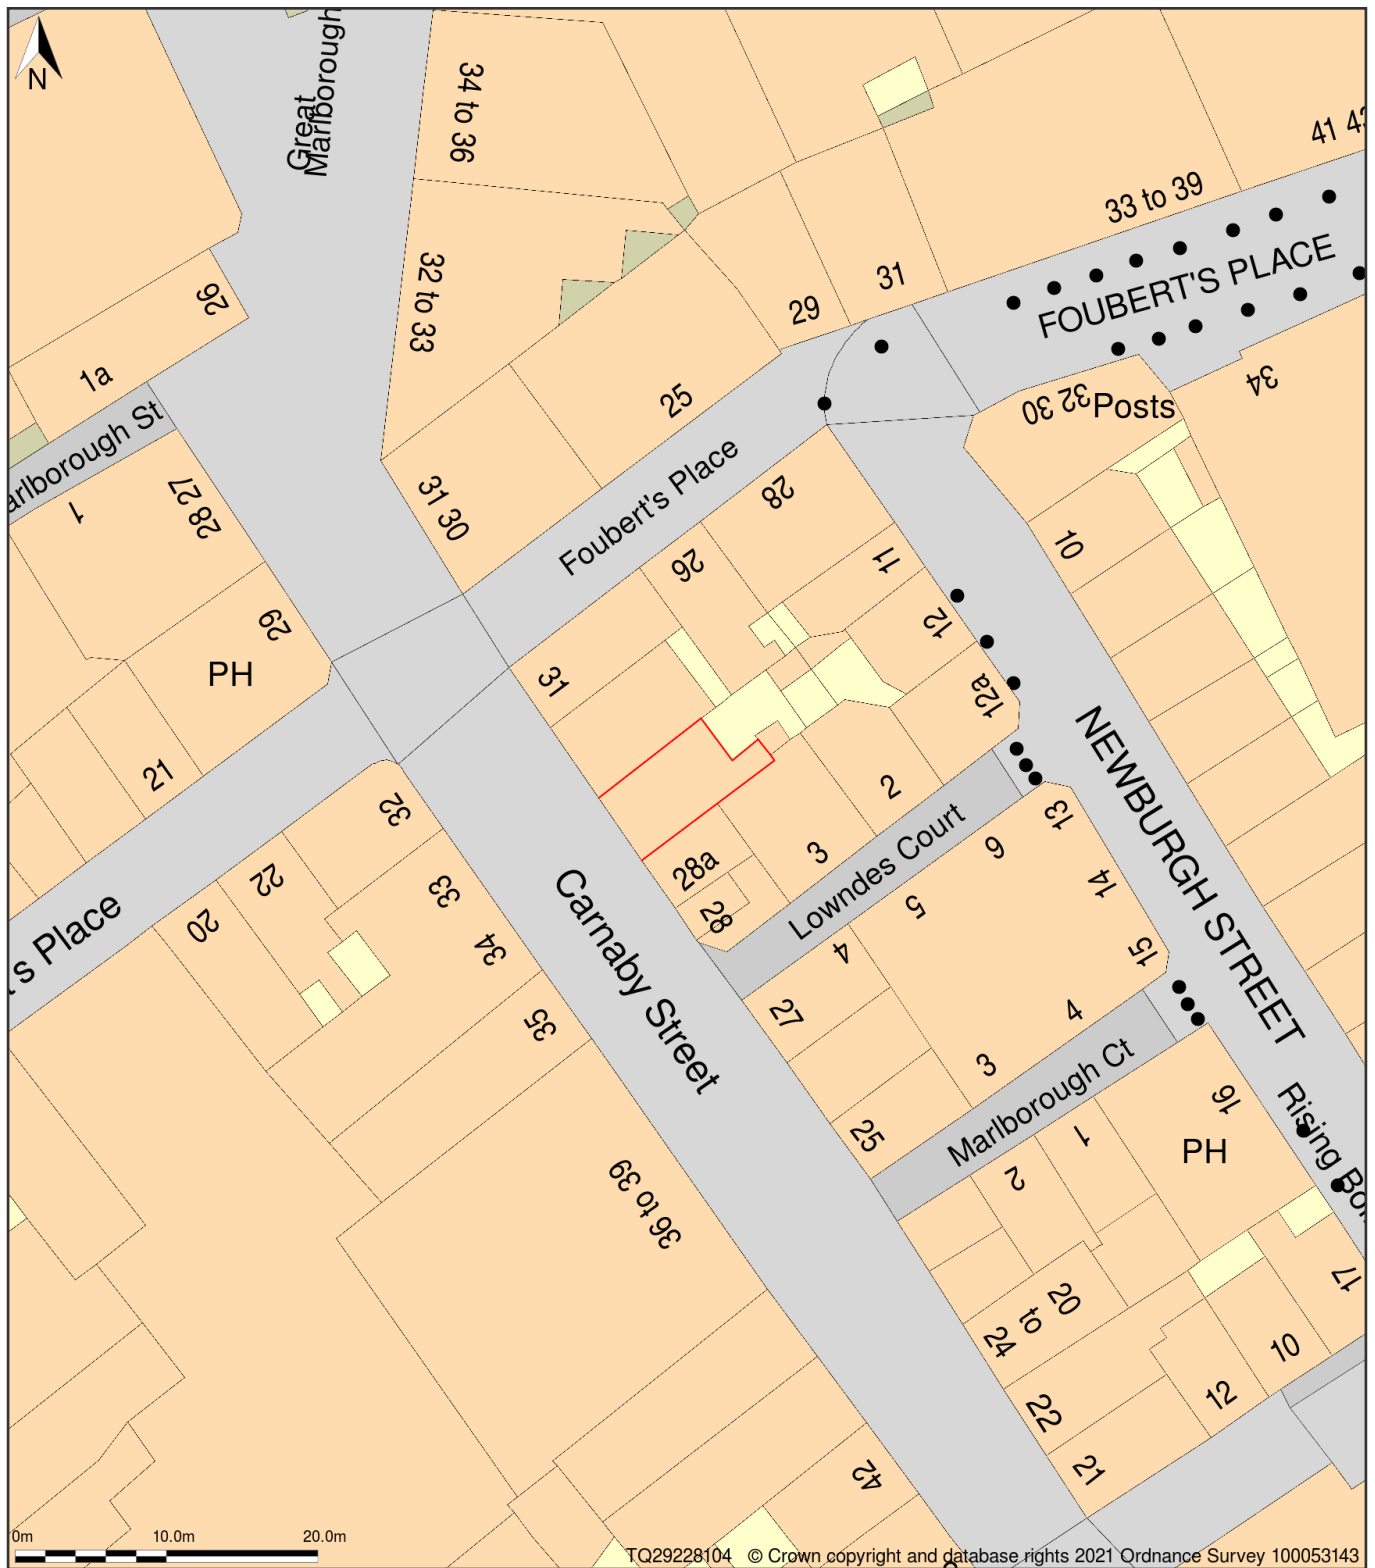 N
Great
Marlborough
34 to 36
41
33 to 39
FOUBERT'S PLACE
31
29
32 to 33
26
1a
arlborough St
25
30 32
Posts
34
1
28 27
31 30
Foubert's Place
28
26
11
10
29
PH
12
31
12a
21
NEWBURGH STREET
32
2
13
Lowndes Court
3
6
28a
22
33
14
5
28
20
's Place
34
4
15
Carnaby Street
27
35
4
3
Marlborough Ct
16
Rising
25
1
PH
2
36 to 39
17
20
to
24
10
12
22
21
42
0m
10.0m
20.0m
TQ29228104 © Crown copyright and database rights 2021 Ordnance Survey 100053143